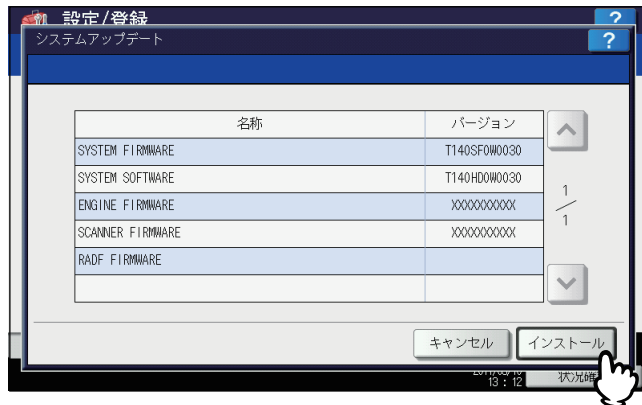 設定/登録
?
システムアップデート
?
名称 バージョン
SYSTEM FIRMWARE T140SF0W0030
SYSTEM SOFTWARE T140HD0W0030
ENGINE FIRMWARE XXXXXXXXXX
SCANNER FIRMWARE XXXXXXXXXX
RADF FIRMWARE
1
1
キャンセル インストール
13 : 12
状況確